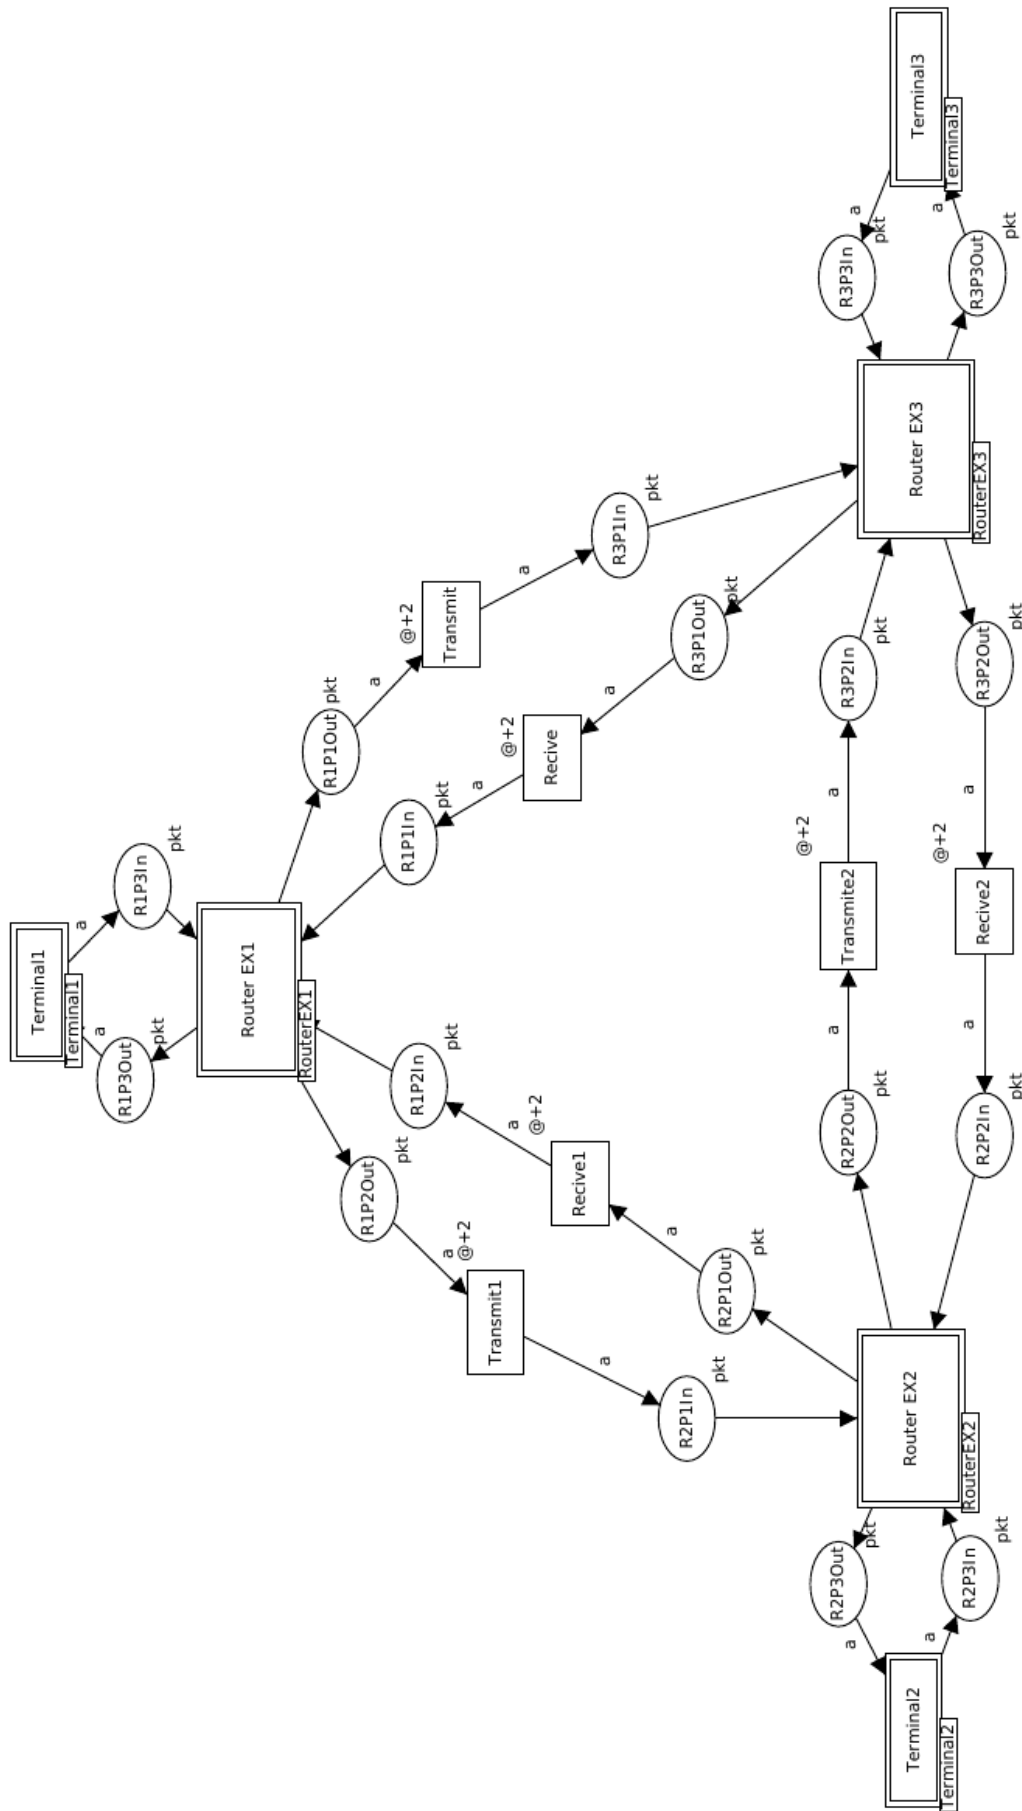 Terminal1
Terminal1
a
a
R1P3Out
R1P3In
pkt
pkt
Router EX1
RouterEX1
R1P2Out
R1P1Out
pkt
pkt
a
a
@+2
@+2
R1P2In
R1P1In
pkt
pkt
Transmit1
Transmit
a
a
@+2
@+2
a
a
Recive1
Recive
a
a
a
R3P1In
pkt
a
R2P1In
R2P1Out
R3P1Out
pkt
pkt
pkt
@+2
a
a
R2P3Out
R2P2Out
Transmite2
R3P2In
R3P3In
pkt
pkt
pkt
pkt
a
a
Terminal2
Router EX2
Router EX3
Terminal3
a
@+2
a
Terminal2
RouterEX2
RouterEX3
Terminal3
R2P3In
a
a
R3P3Out
R2P2In
Recive2
R3P2Out
pkt
pkt
pkt
pkt